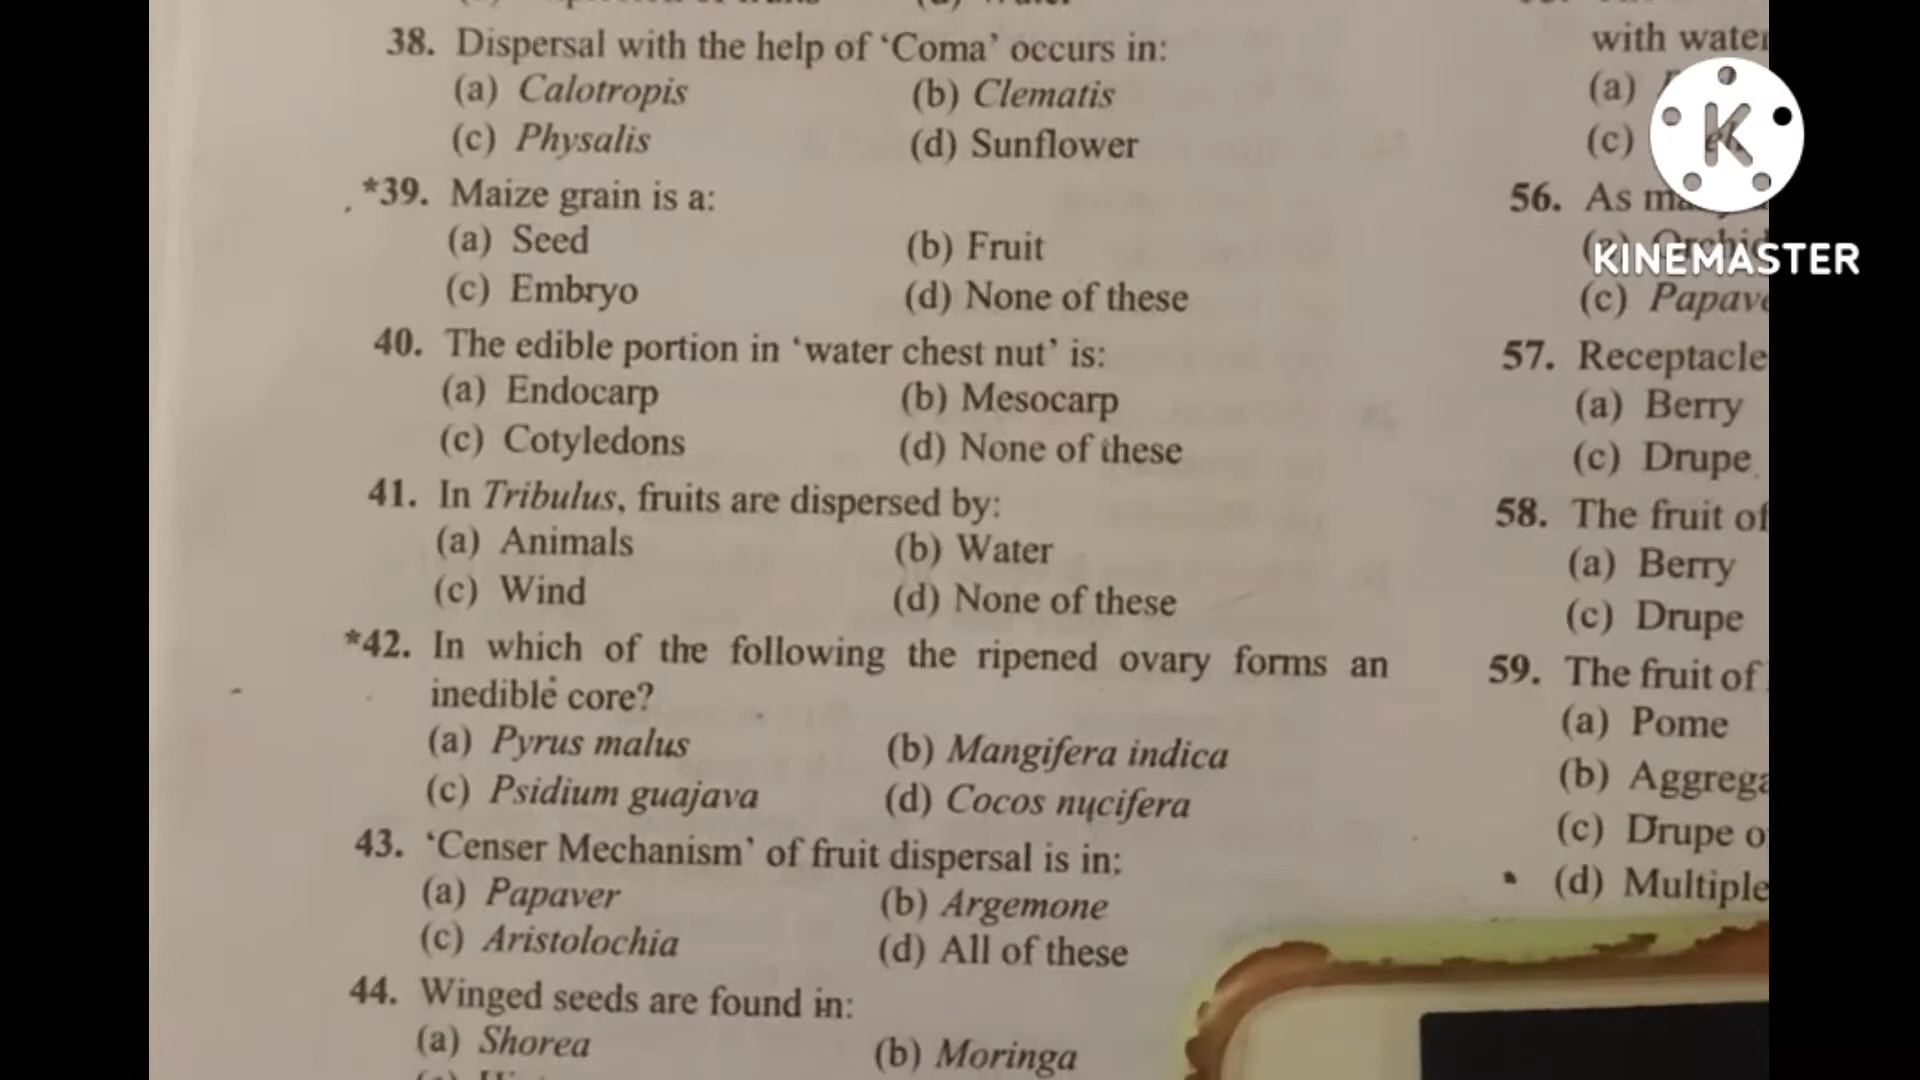 38. Dispersal with the help of ‘Coma’ occurs in:
(a) Calotropis (b) Clematis
(c) Physalis (d) Sunflower
*39. Maize grain is a:
(a) Seed (b) Fruit
(c) Embryo (d) None of these
40. The edible portion in ‘water chest nut’ is:
(a) Endocarp (b) Mesocarp
(c) Cotyledons (d) None of these
41. In Tribulus, fruits are dispersed by:
(a) Animals (b) Water
(c) Wind (d) None of these
*42. In which of the following the ripened ovary forms an
inedible core?
(a) Pyrus malus (b) Mangifera indica
(c) Psidium guajava (d) Cocos nucifera
43. ‘Censer Mechanism’ of fruit dispersal is in:
(a) Papaver (b) Argemone
(c) Aristolochia (d) All of these
44. Winged seeds are found in:
(a) Shorea (b) Moringa
with water
(a)
(c)
56. As
(c)
57. Receptacle
(a) Berry
(c) Drupe
58. The fruit of
(a) Berry
(c) Drupe
59. The fruit of
(a) Pome
(b)
(c) Drupe
(d) Multiple
K
KINEMASTER